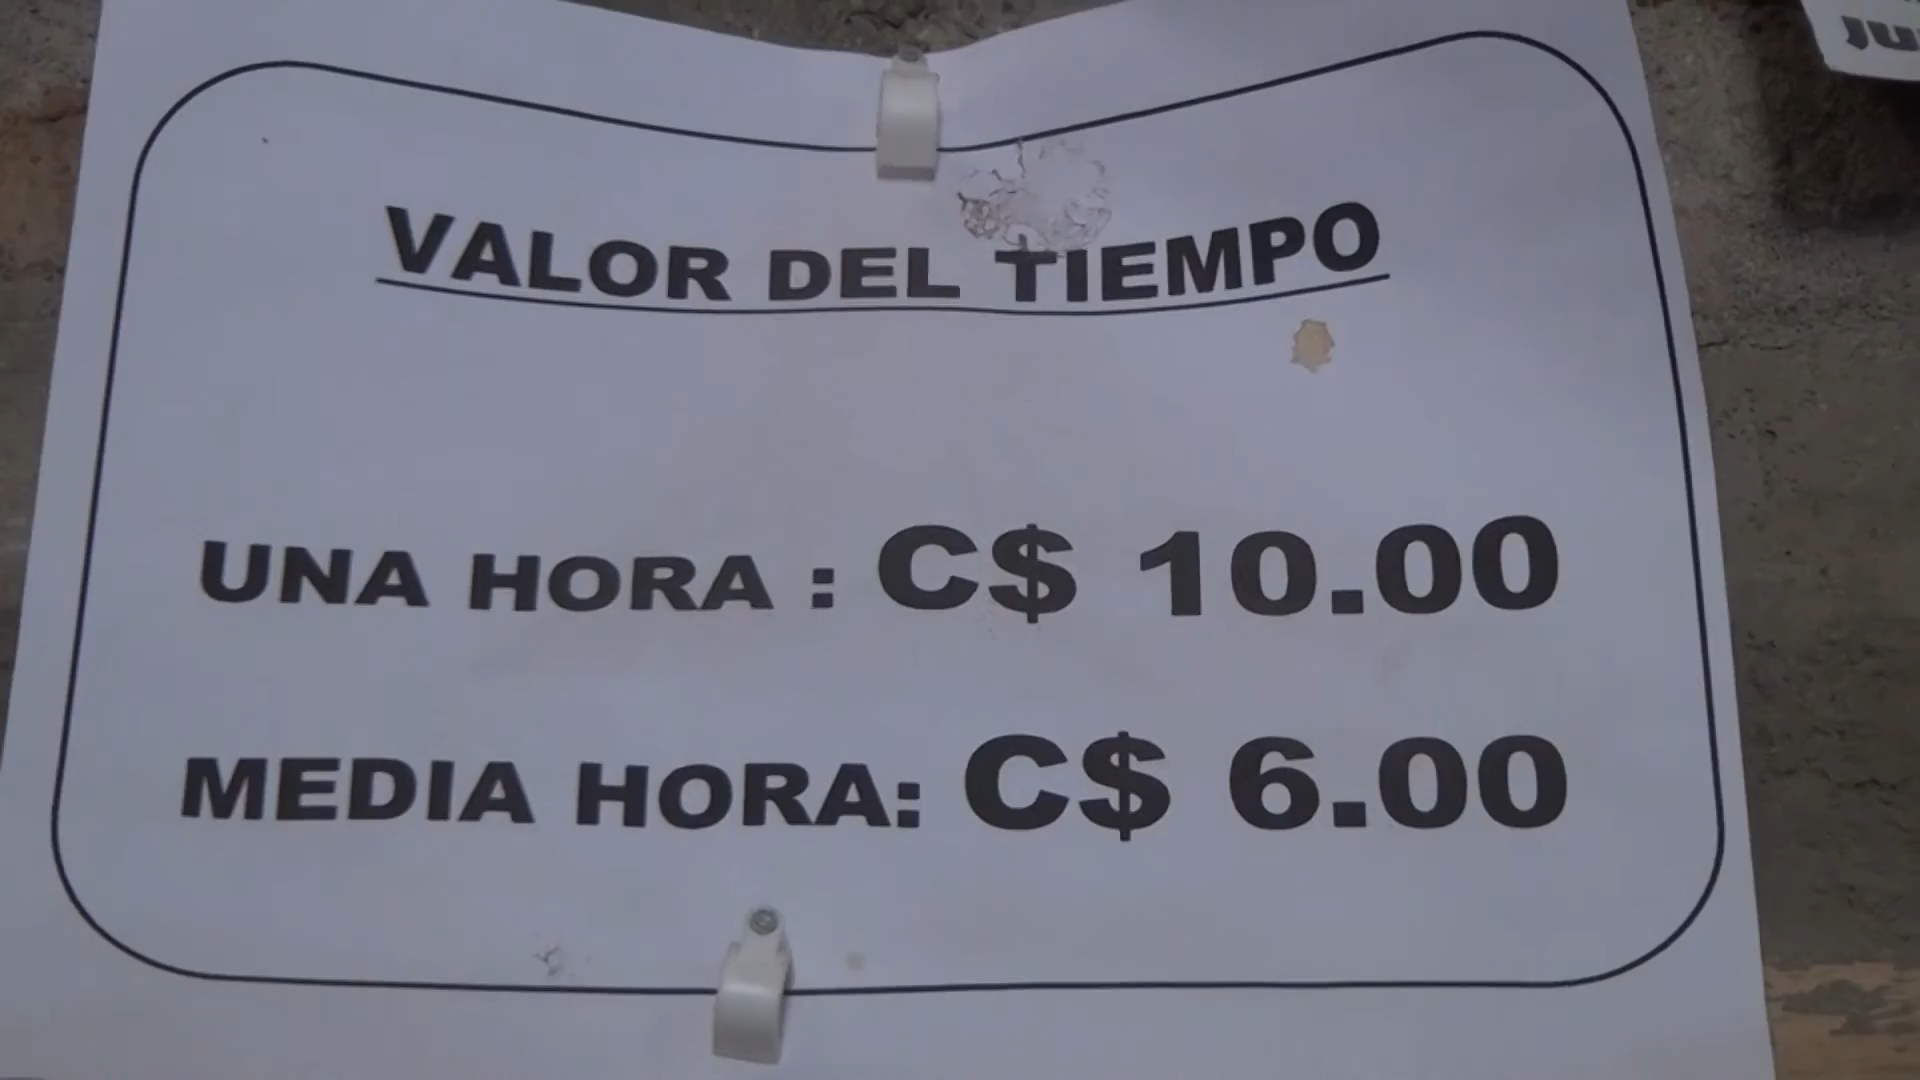 VALOR DEL TIEMPO
UNA HORA : C$ 10.00
MEDIA HORA: C$ 6.00